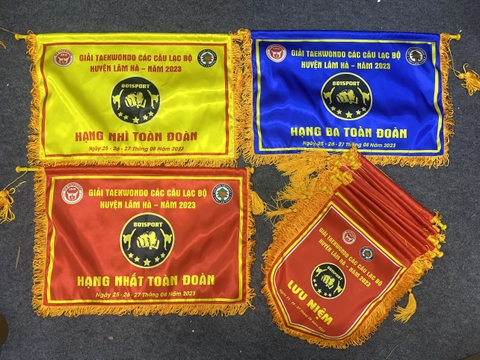 GIẢI TAEKWONDO CÁC CÂU LẠC BỘ
HUYỆN LÂM HÀ - NĂM 2023
801SPORT
HẠNG NHÌ TOÀN ĐOÀN
Ngày 25 - 26 - 27 Tháng 08 Năm 2023
GIẢI TAEKWONDO CÁC CÂU LẠC BỘ
HUYỆN LÂM HÀ - NĂM 2023
801SPORT
HẠNG BA TOÀN ĐOÀN
Ngày 25 - 26 - 27 Tháng 08 Năm 2023
GIẢI TAEKWONDO CÁC CÂU LẠC BỘ
HUYỆN LÂM HÀ - NĂM 2023
801SPORT
HẠNG NHẤT TOÀN ĐOÀN
Ngày 25 - 26 - 27 Tháng 08 Năm 2023
GIẢI TAEKWONDO CÁC CÂU LẠC BỘ
HUYỆN LÂM HÀ - NĂM 2023
801SPORT
LƯU NIỆM